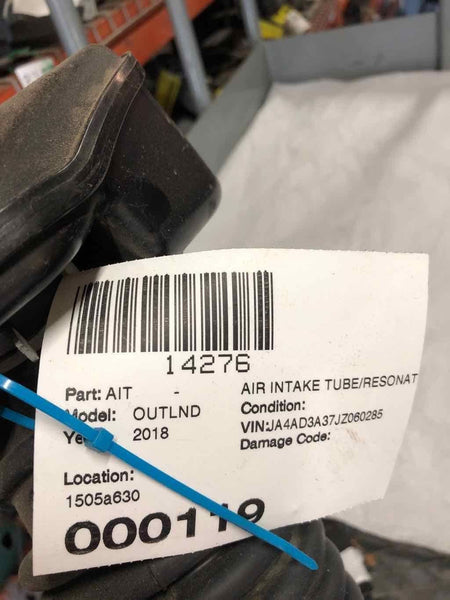 14276
Part: AIT - AIR INTAKE TUBE/RESONAT
Model: OUTLND Condition:
2018 VIN:JA4AD3A37JZ060285
Damage Code:
Location:
1505a630
000119